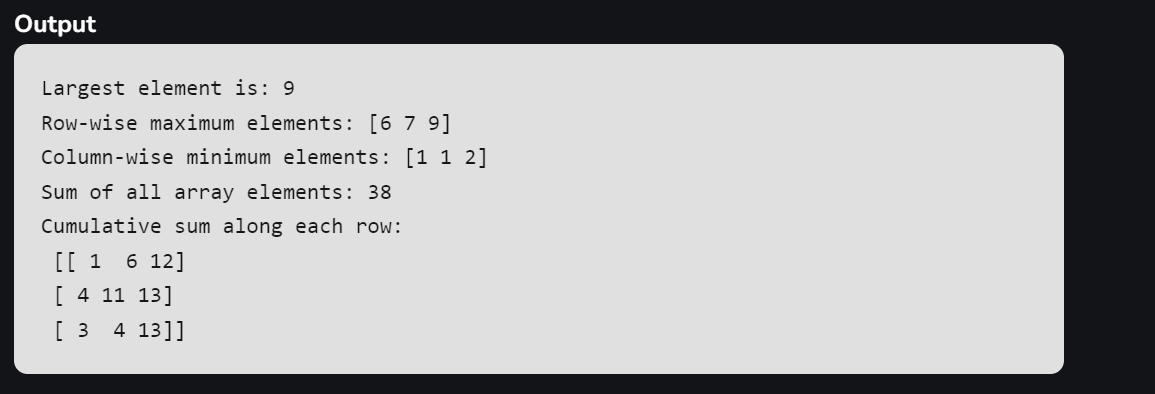 Output
Largest element is: 9
Row-wise maximum elements: [6 7 9]
Column-wise minimum elements: [1 1 2]
Sum of all array elements: 38
Cumulative sum along each row:
 [[ 1  6 12]
 [ 4 11 13]
 [ 3  4 13]]